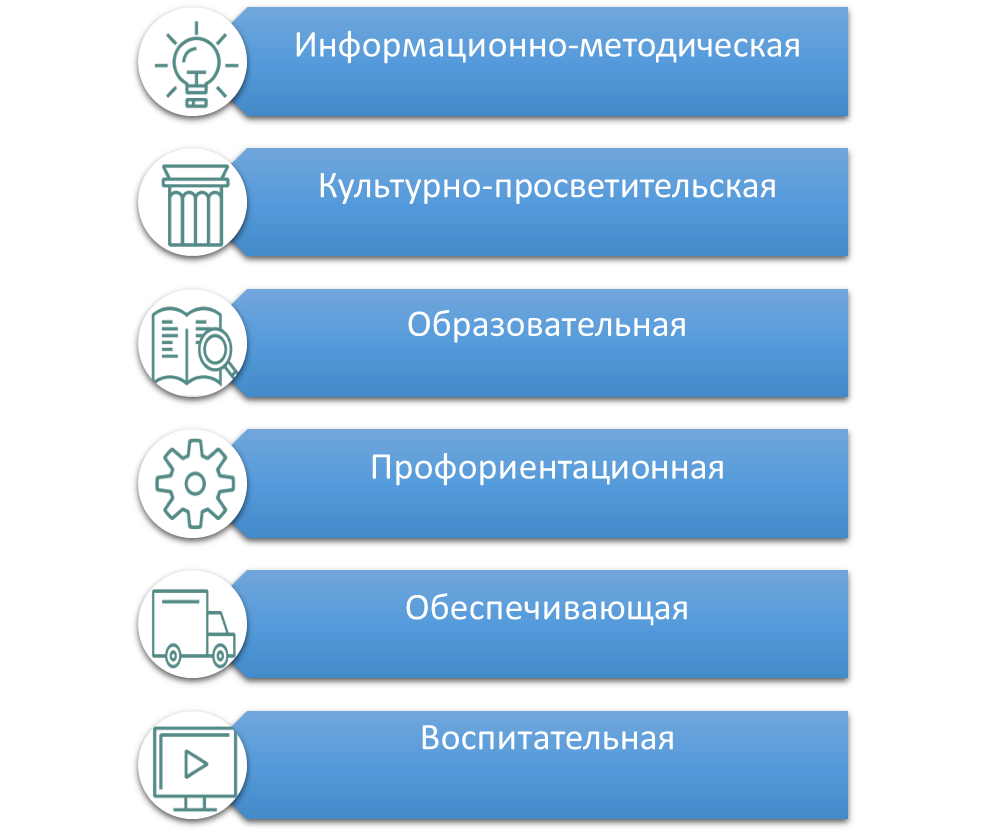 Информационно-методическая
Культурно-просветительская
Образовательная
Профориентационная
Обеспечивающая
Воспитательная